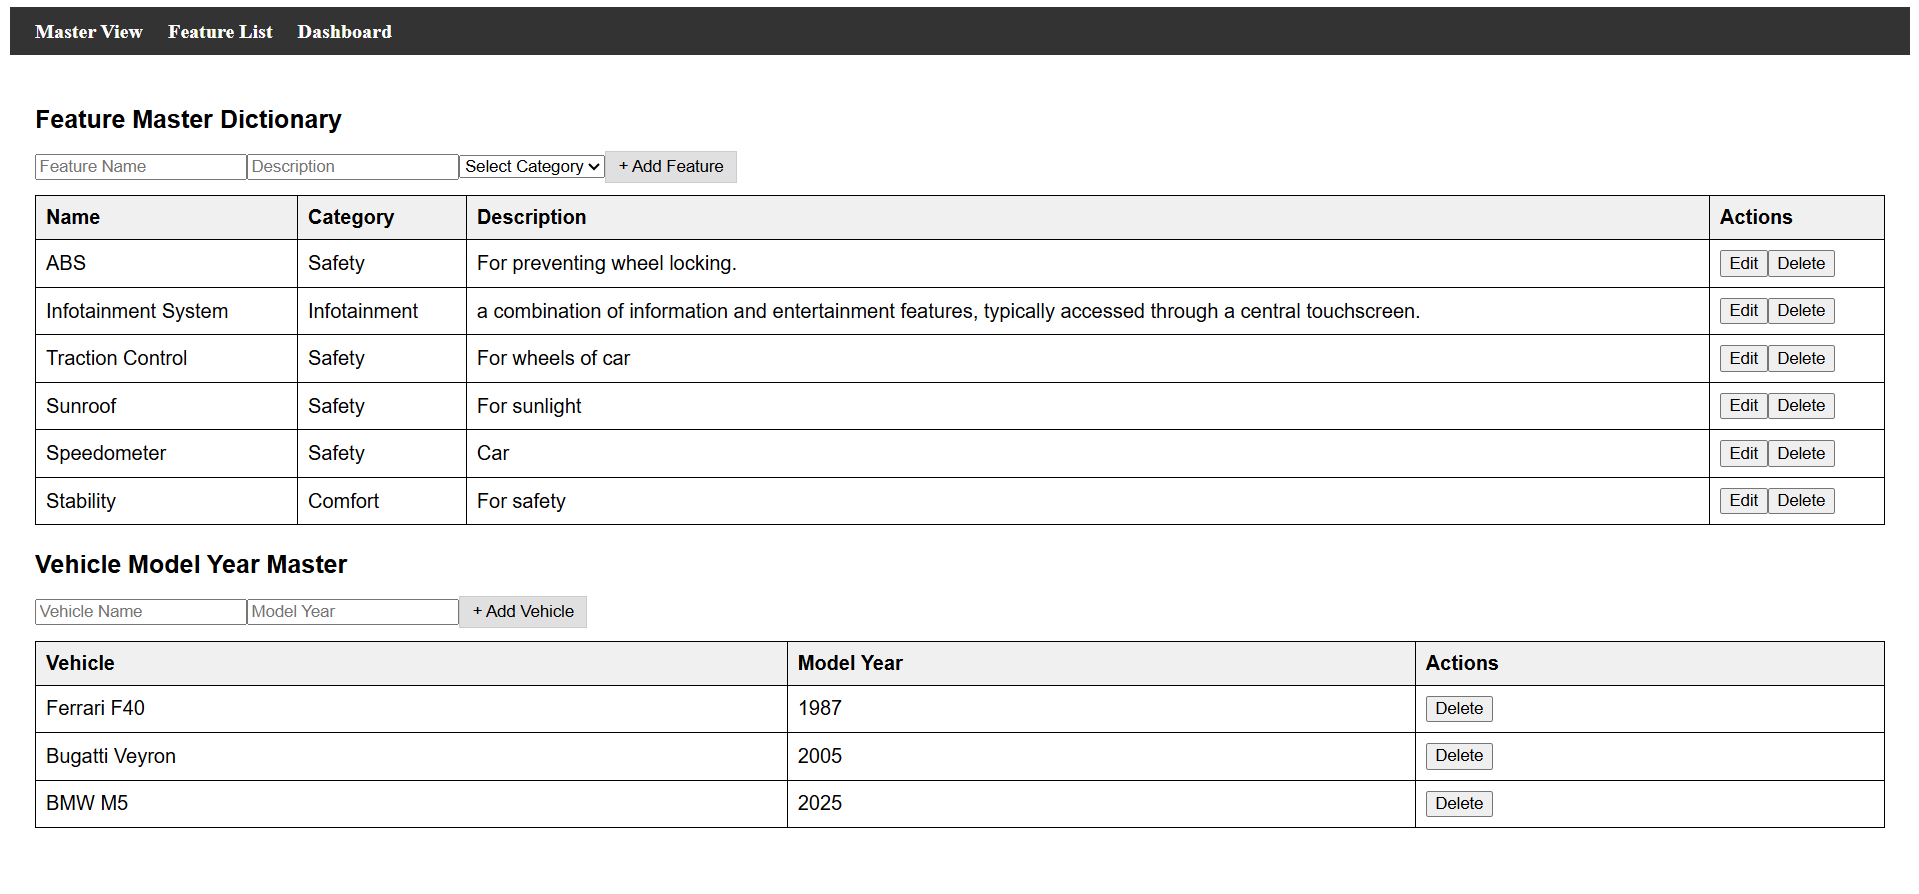 Master View Feature List Dashboard
Feature Master Dictionary
Feature Name Description Select Category + Add Feature
Name Category Description Actions
ABS Safety For preventing wheel locking. Edit Delete
Infotainment System Infotainment a combination of information and entertainment features, typically accessed through a central touchscreen. Edit Delete
Traction Control Safety For wheels of car Edit Delete
Sunroof Safety For sunlight Edit Delete
Speedometer Safety Car Edit Delete
Stability Comfort For safety Edit Delete
Vehicle Model Year Master
Vehicle Name Model Year + Add Vehicle
Vehicle Model Year Actions
Ferrari F40 1987 Delete
Bugatti Veyron 2005 Delete
BMW M5 2025 Delete